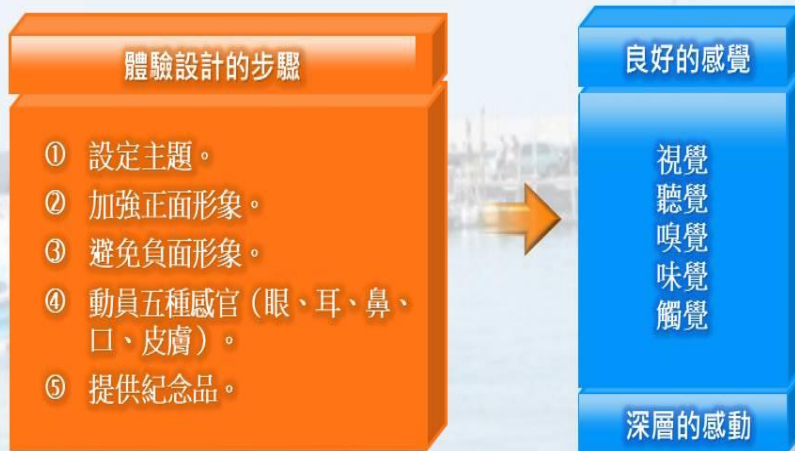 體驗設計的步驟
① 設定主題。
② 加強正面形象。
③ 避免負面形象。
④ 動員五種感官（眼、耳、鼻、
口、皮膚）。
⑤ 提供紀念品。
良好的感覺
視覺
聽覺
嗅覺
味覺
觸覺
深層的感動